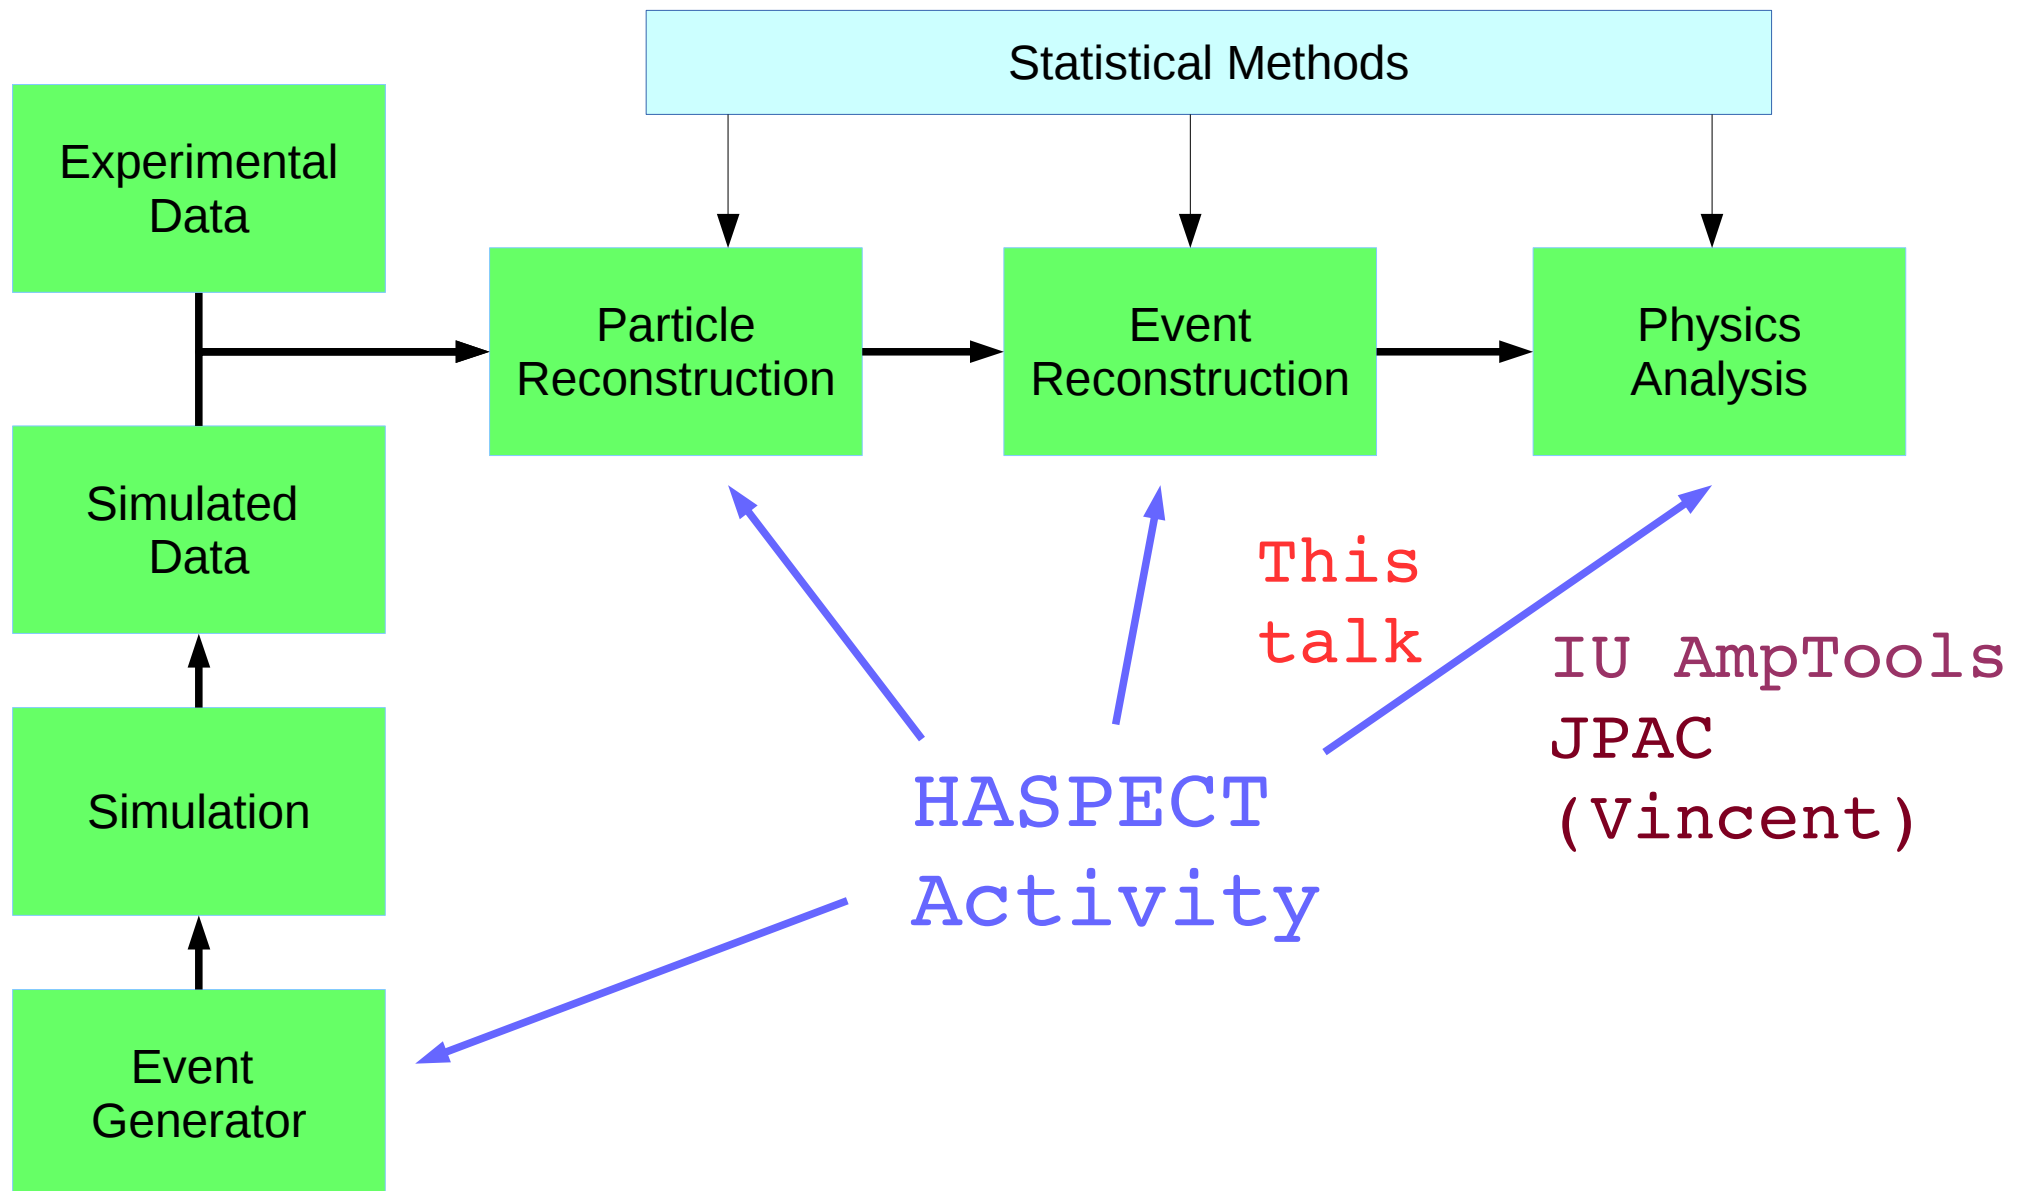 Statistical Methods
Experimental
Data
Particle
Reconstruction
Event
Reconstruction
Physics
Analysis
Simulated
Data
This
talk
IU AmpTools
JPAC
(Vincent)
Simulation
HASPECT
Activity
Event
Generator